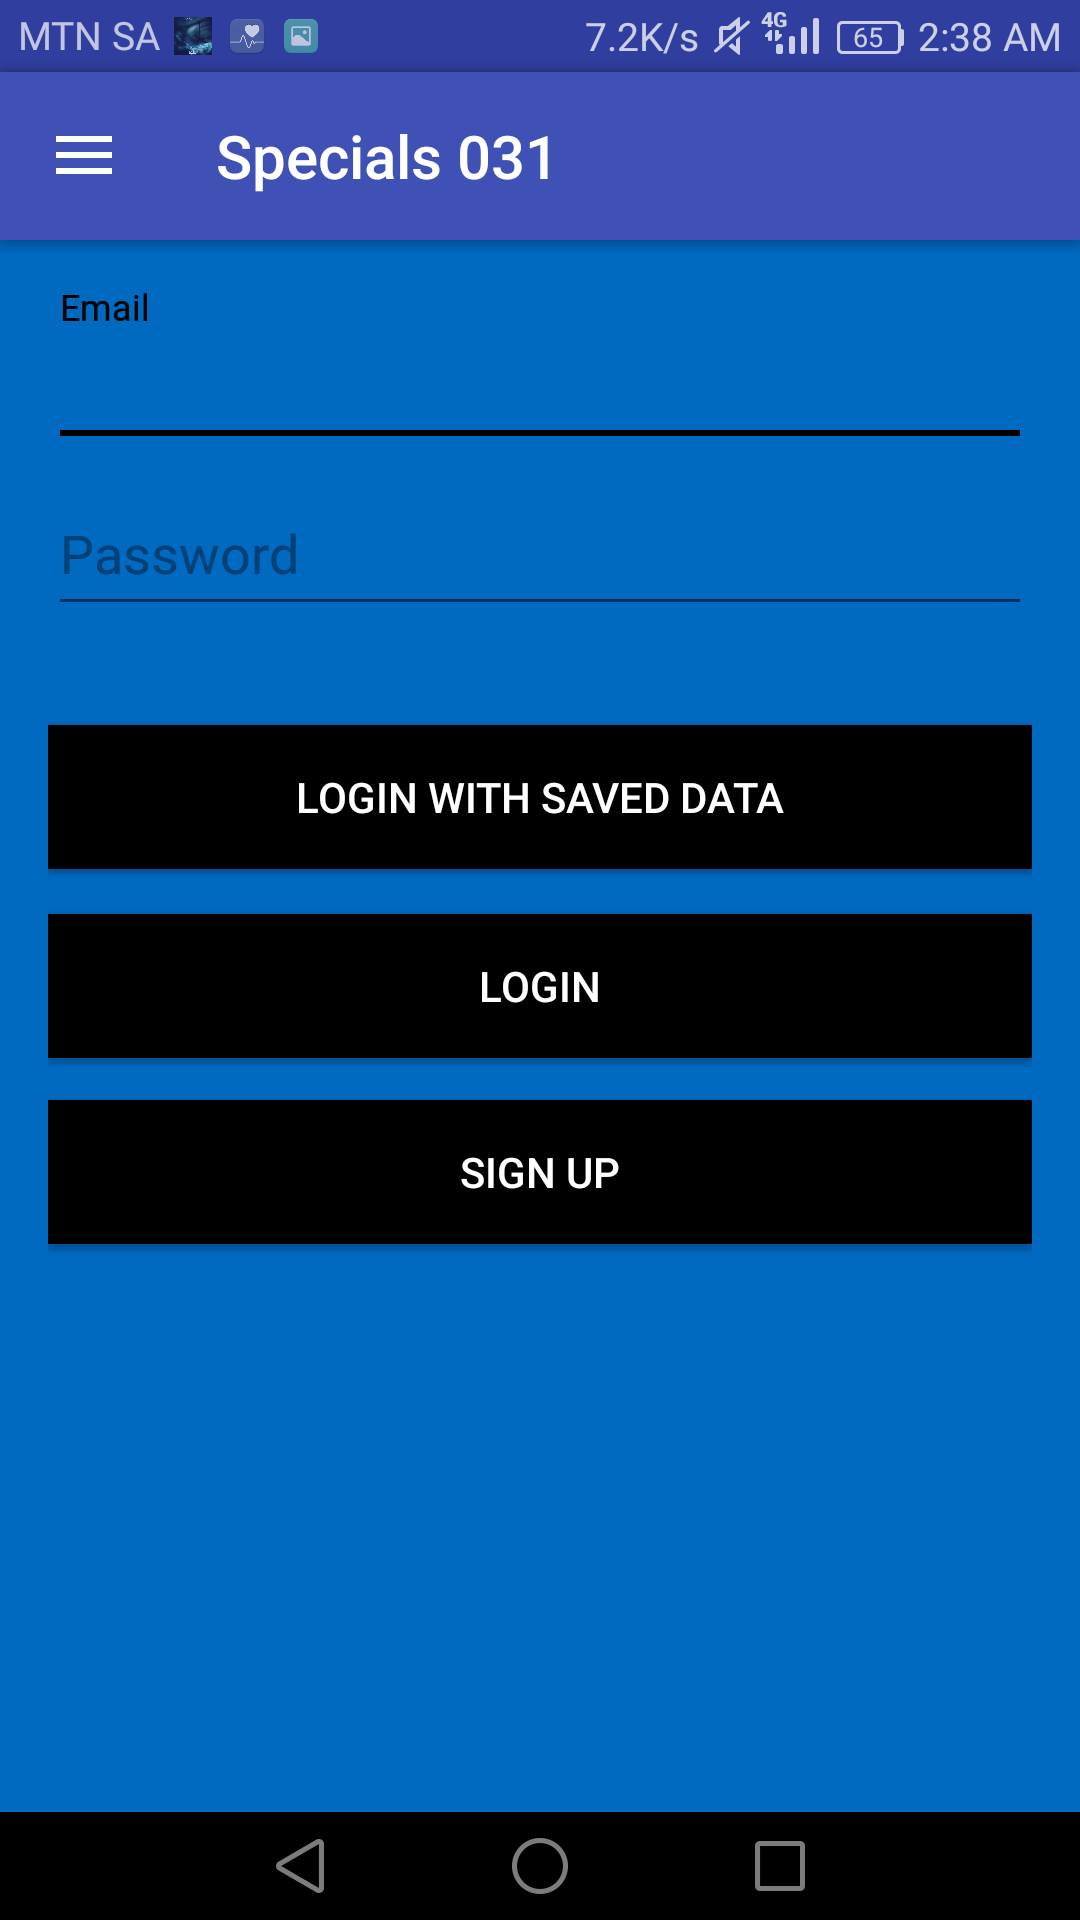 MTN SA 7.2K/s 4G 65 2:38 AM
Specials 031
Email
Password
LOGIN WITH SAVED DATA
LOGIN
SIGN UP